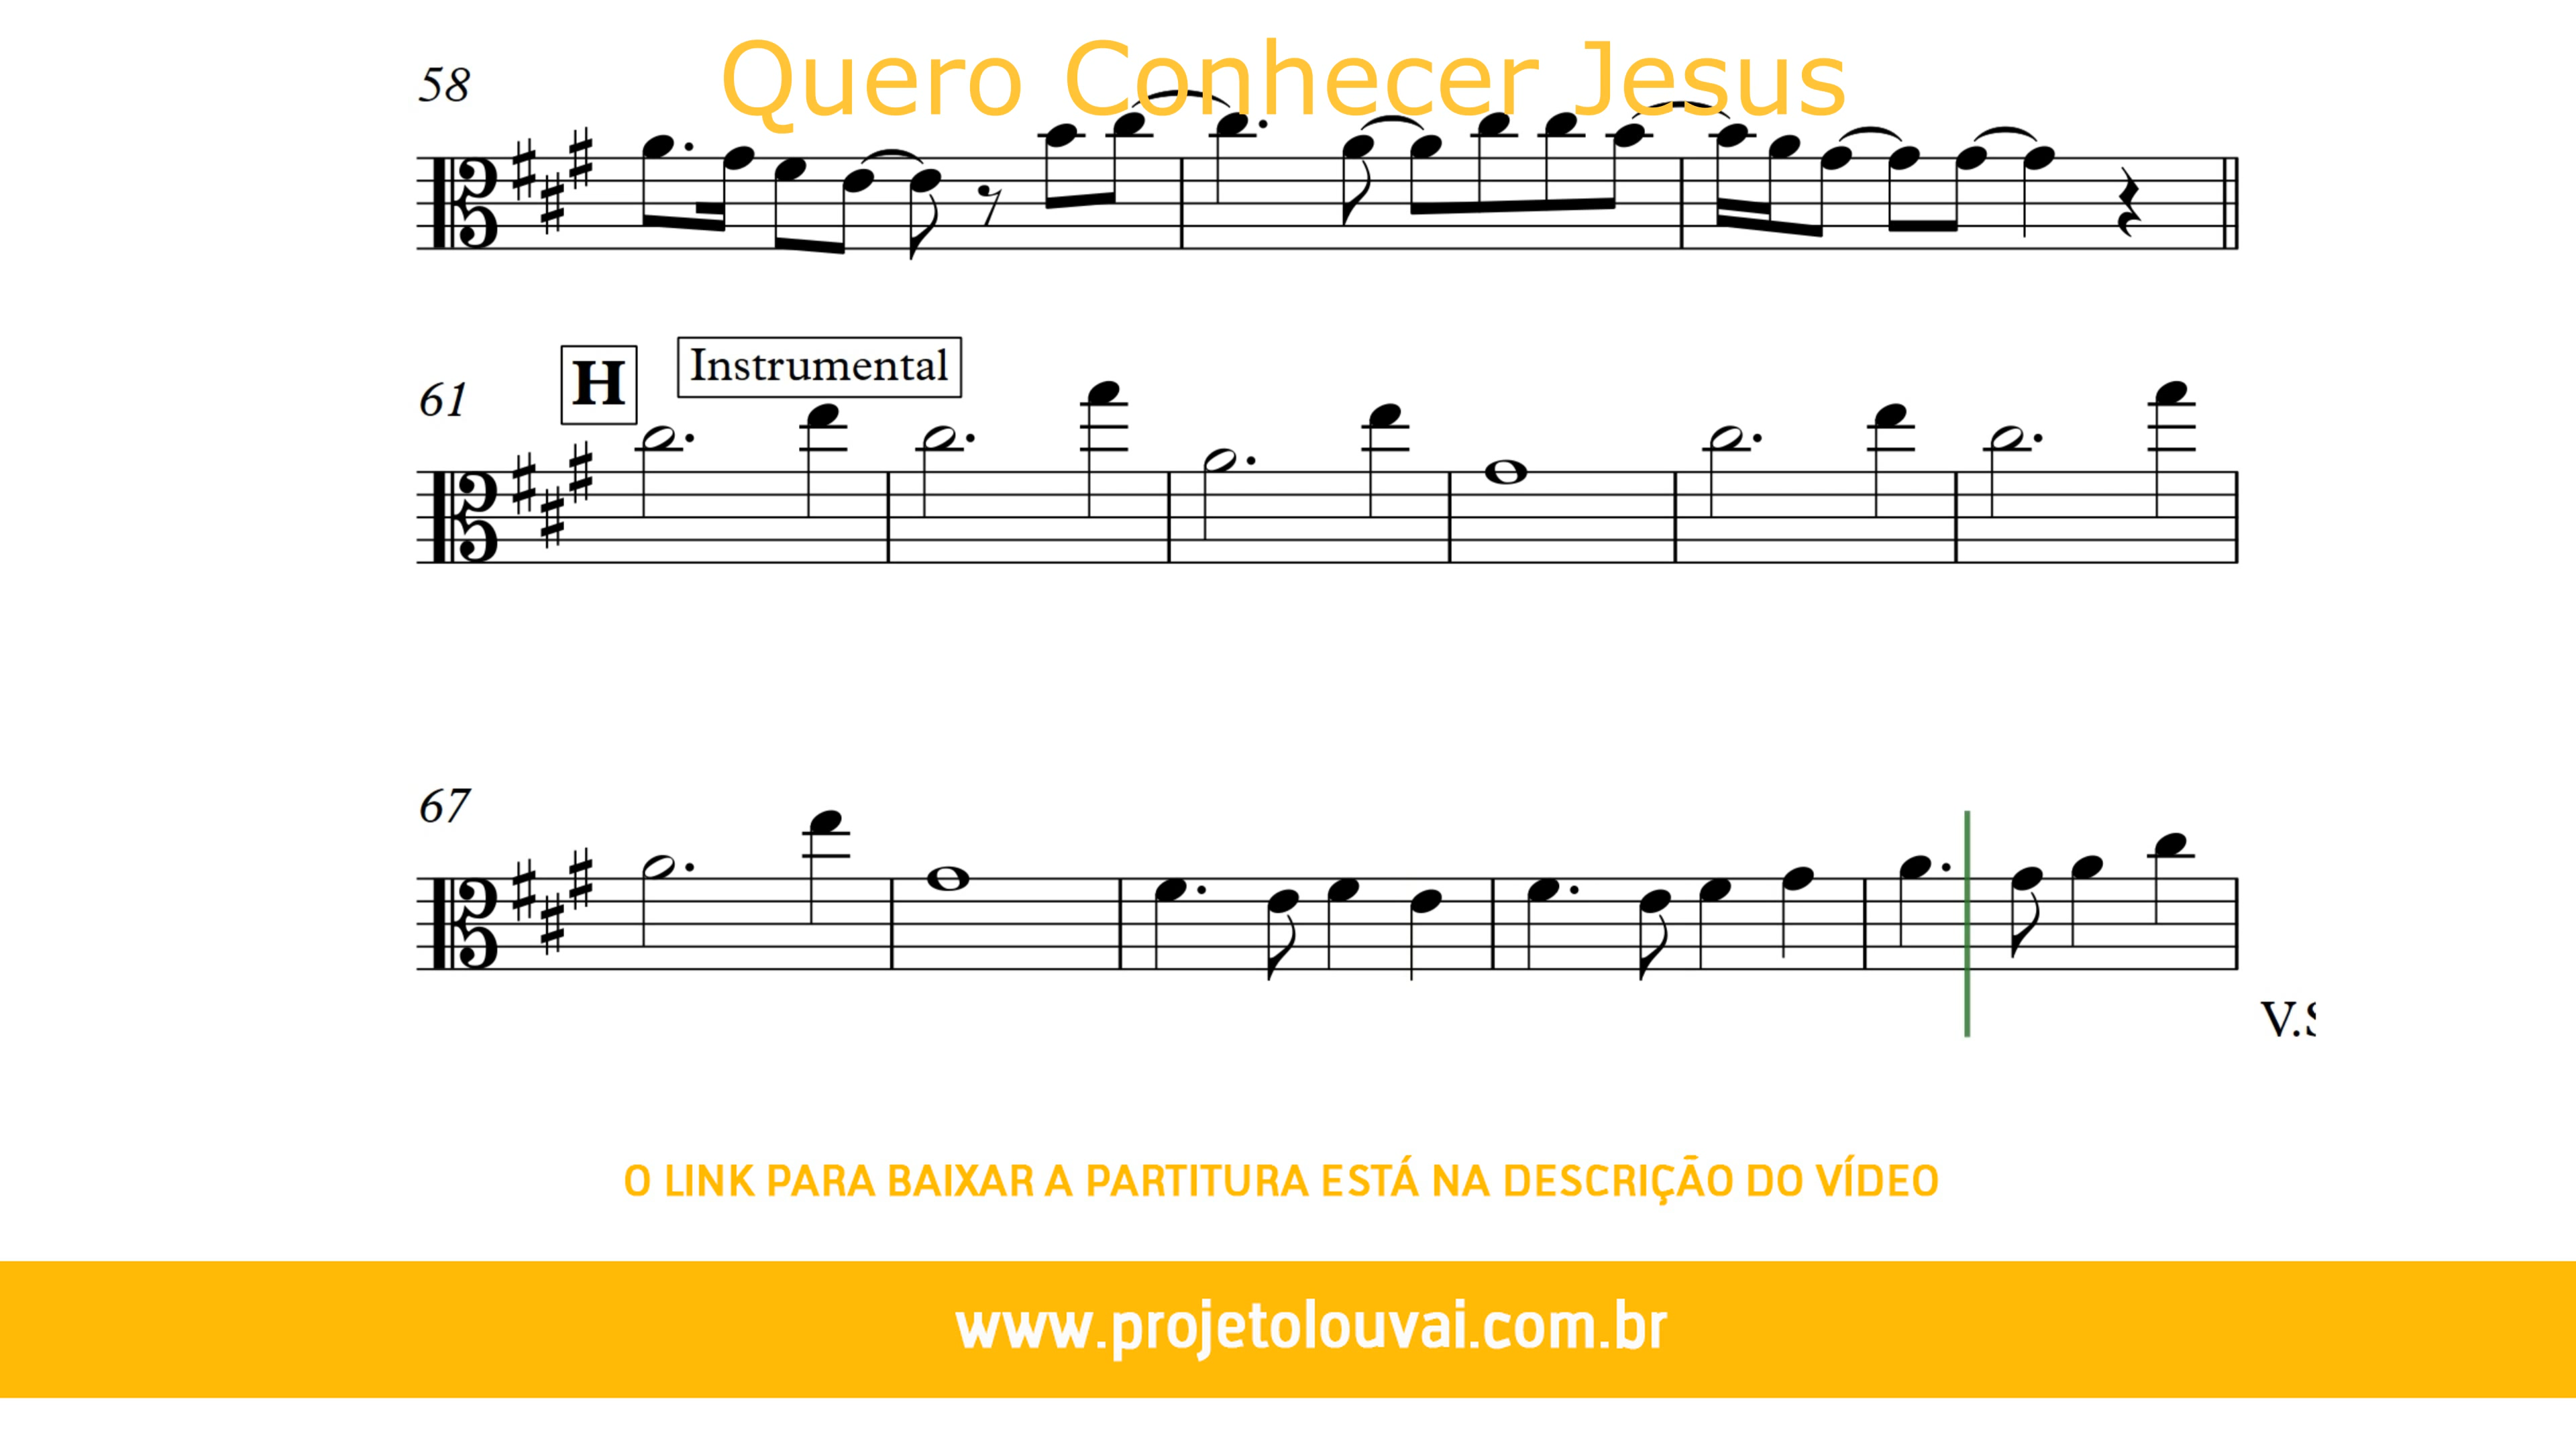 Quero Conhecer Jesus
58
61
H
Instrumental
67
V.S
O LINK PARA BAIXAR A PARTITURA ESTÁ NA DESCRIÇÃO DO VÍDEO
www.projetolouvai.com.br